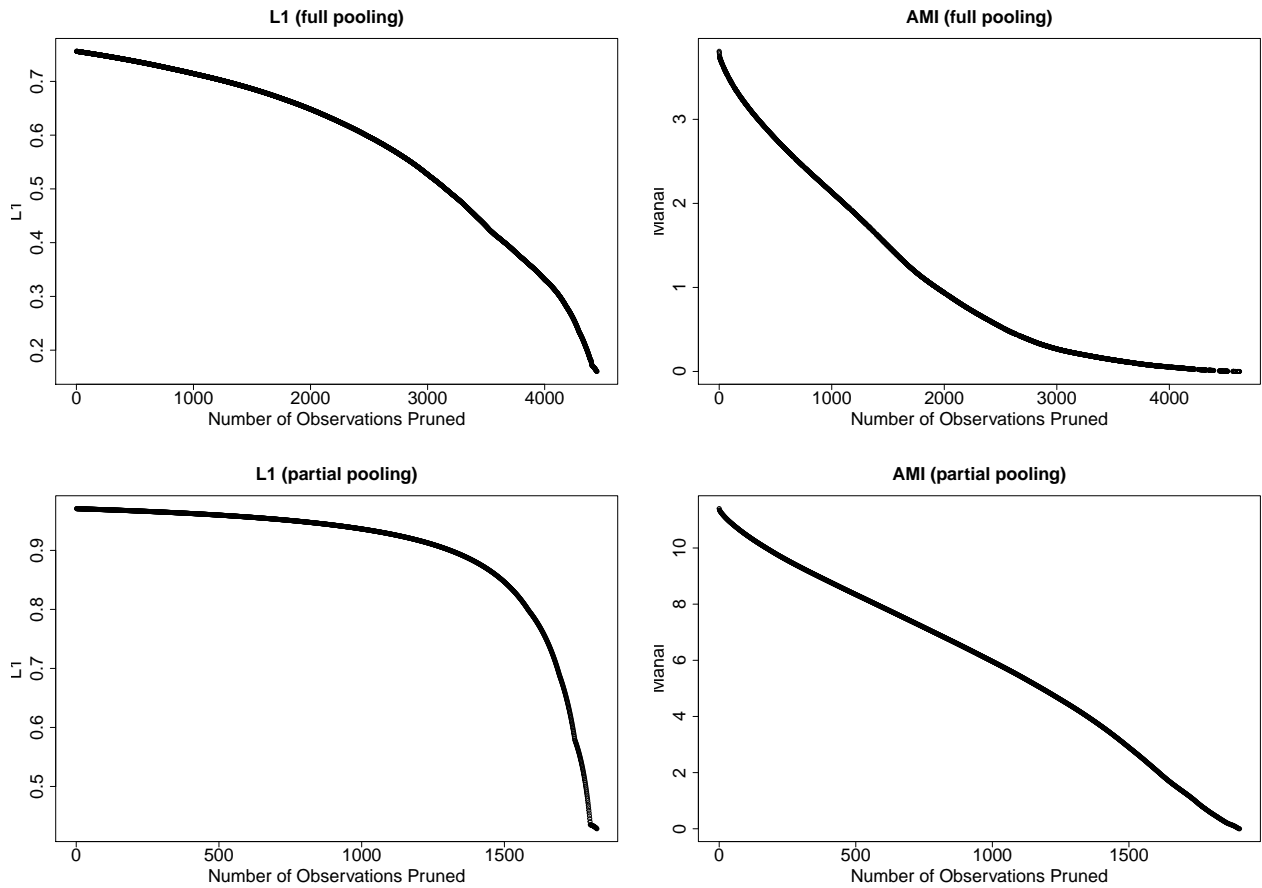 L1 (full pooling)
0.7
0.6
0.5
0.4
0.3
0.2
L1
0 1000 2000 3000 4000
Number of Observations Pruned
AMI (full pooling)
3
2
1
0
0 1000 2000 3000 4000
Number of Observations Pruned
L1 (partial pooling)
0.9
0.8
0.7
0.6
0.5
L1
0 500 1000 1500
Number of Observations Pruned
AMI (partial pooling)
10
8
6
4
2
0
0 500 1000 1500
Number of Observations Pruned